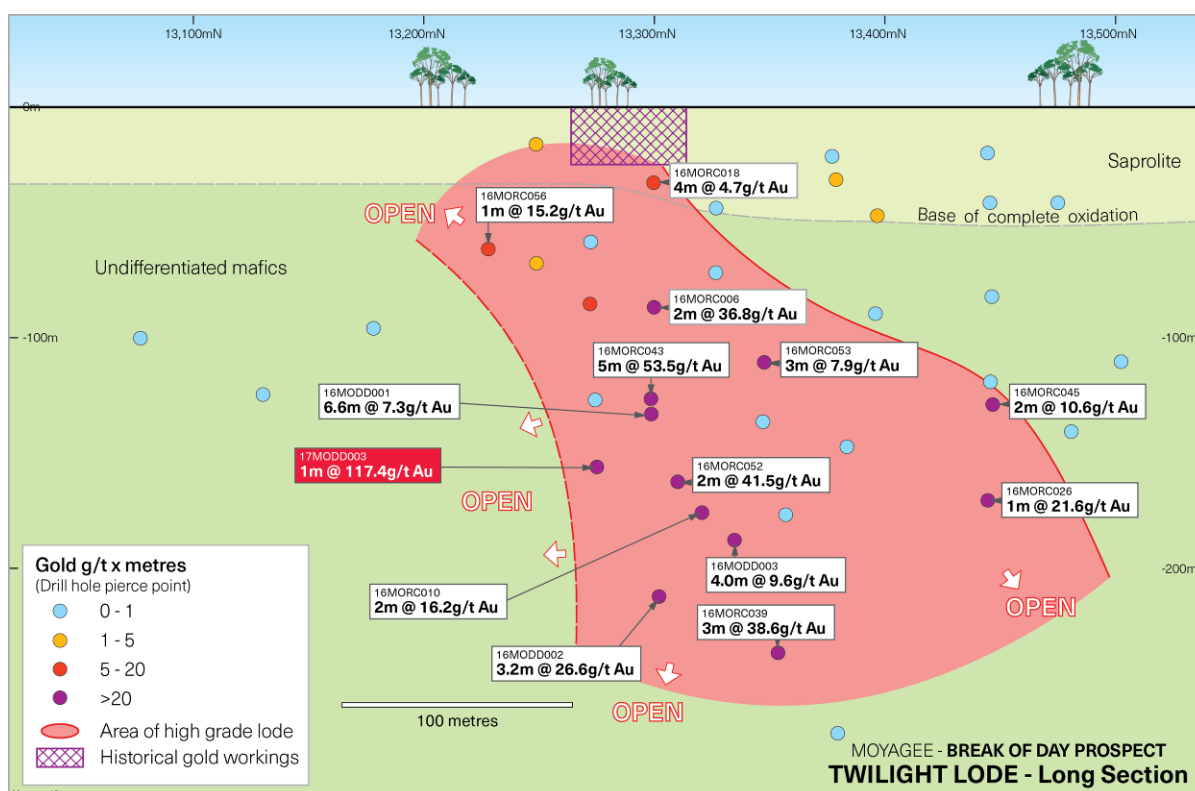 13,100mN
13,200mN
13,300mN
13,400mN
13,500mN
0m
Saprolite
16MORC018
4m @ 4.7g/t Au
16MORC056
1m @ 15.2g/t Au
OPEN
Base of complete oxidation
Undifferentiated mafics
16MORC006
2m @ 36.8g/t Au
-100m
-100m
16MORC043
5m @ 53.5g/t Au
16MORC053
3m @ 7.9g/t Au
16MODD001
6.6m @ 7.3g/t Au
16MORC045
2m @ 10.6g/t Au
17MODD003
1m @ 117.4g/t Au
16MORC052
2m @ 41.5g/t Au
OPEN
16MORC026
1m @ 21.6g/t Au
Gold g/t x metres
(Drill hole pierce point)
0 - 1
1 - 5
5 - 20
>20
Area of high grade lode
Historical gold workings
16MODD003
4.0m @ 9.6g/t Au
-200m
16MORC010
2m @ 16.2g/t Au
OPEN
16MORC039
3m @ 38.6g/t Au
16MODD002
3.2m @ 26.6g/t Au
OPEN
100 metres
MOYAGEE - BREAK OF DAY PROSPECT
TWILIGHT LODE - Long Section